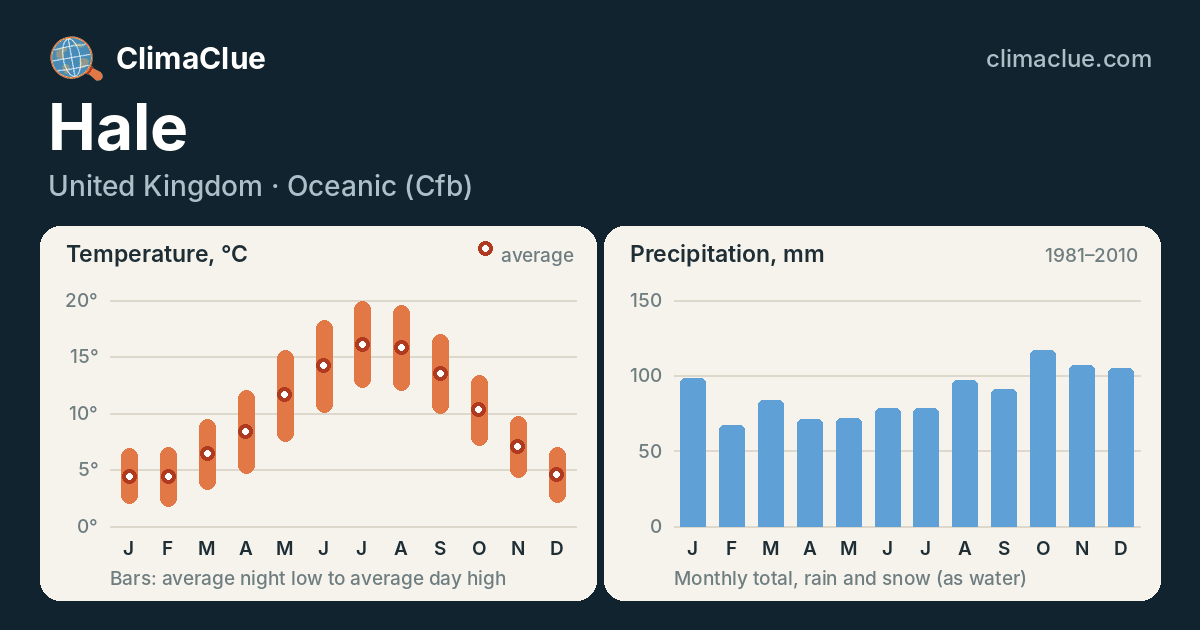 ClimaClue
climaclue.com
Hale
United Kingdom · Oceanic (Cfb)
Temperature, °C
average
20°
15°
10°
5°
0°
J F M A M J J A S O N D
Bars: average night low to average day high
Precipitation, mm
1981–2010
150
100
50
0
J F M A M J J A S O N D
Monthly total, rain and snow (as water)